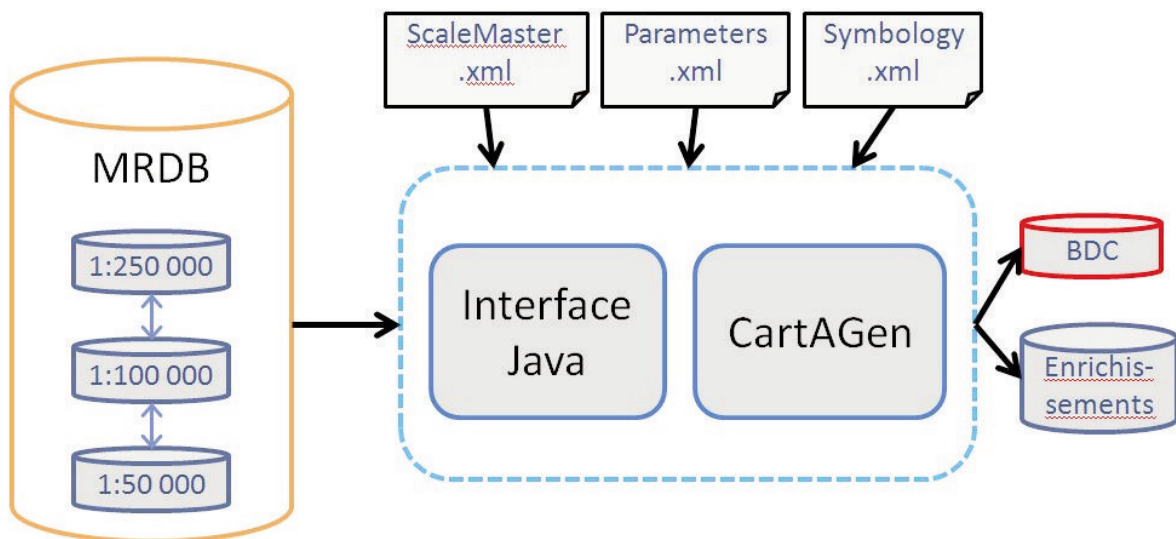 ScaleMaster
.xml
Parameters
.xml
Symbology
.xml
MRDB
1:250 000
1:100 000
1:50 000
Interface
Java
CartAGen
BDC
Enrichis-
sements